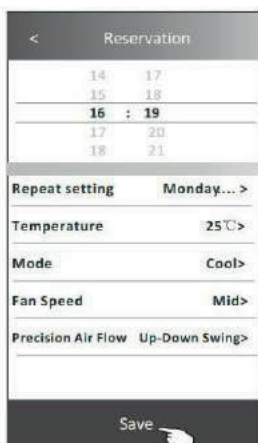 < Reservation
14 17
15 18
16 : 19
17 20
18 21
Repeat setting Monday... >
Temperature 25℃>
Mode Cool>
Fan Speed Mid>
Precision Air Flow Up-Down Swing>
Save